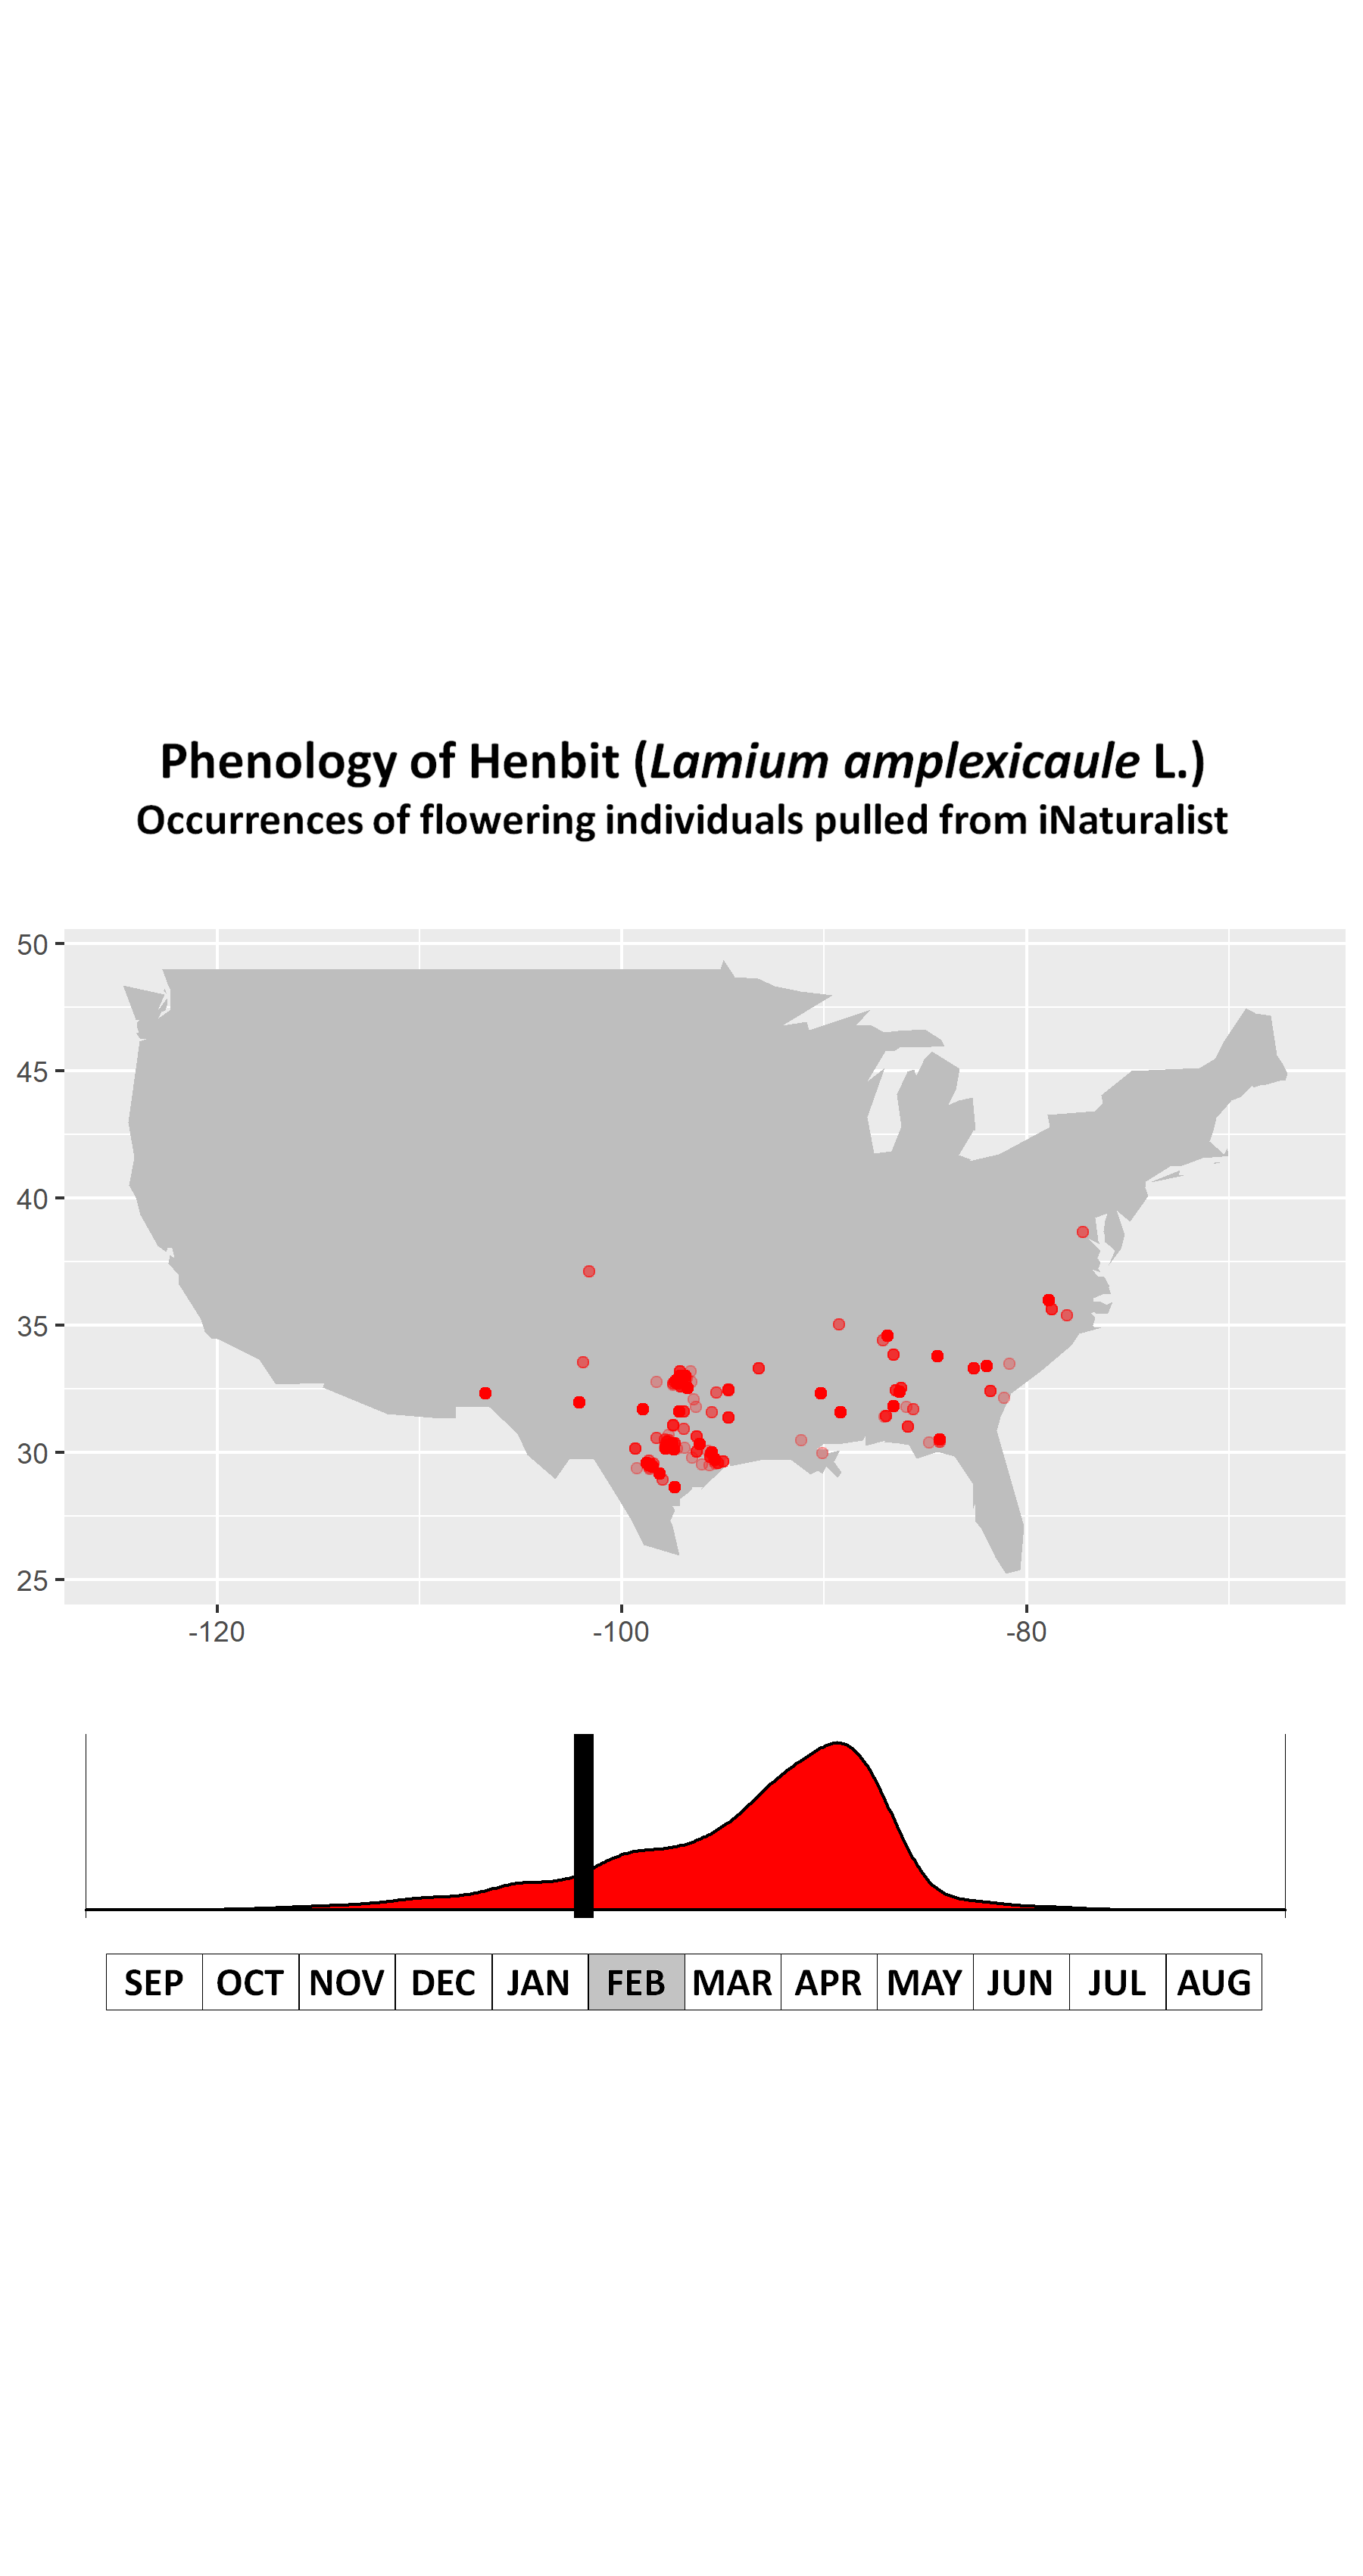 Phenology of Henbit (Lamium amplexicaule L.)
Occurrences of flowering individuals pulled from iNaturalist
50
45
40
35
30
25
-120 -100 -80
SEP OCT NOV DEC JAN FEB MAR APR MAY JUN JUL AUG